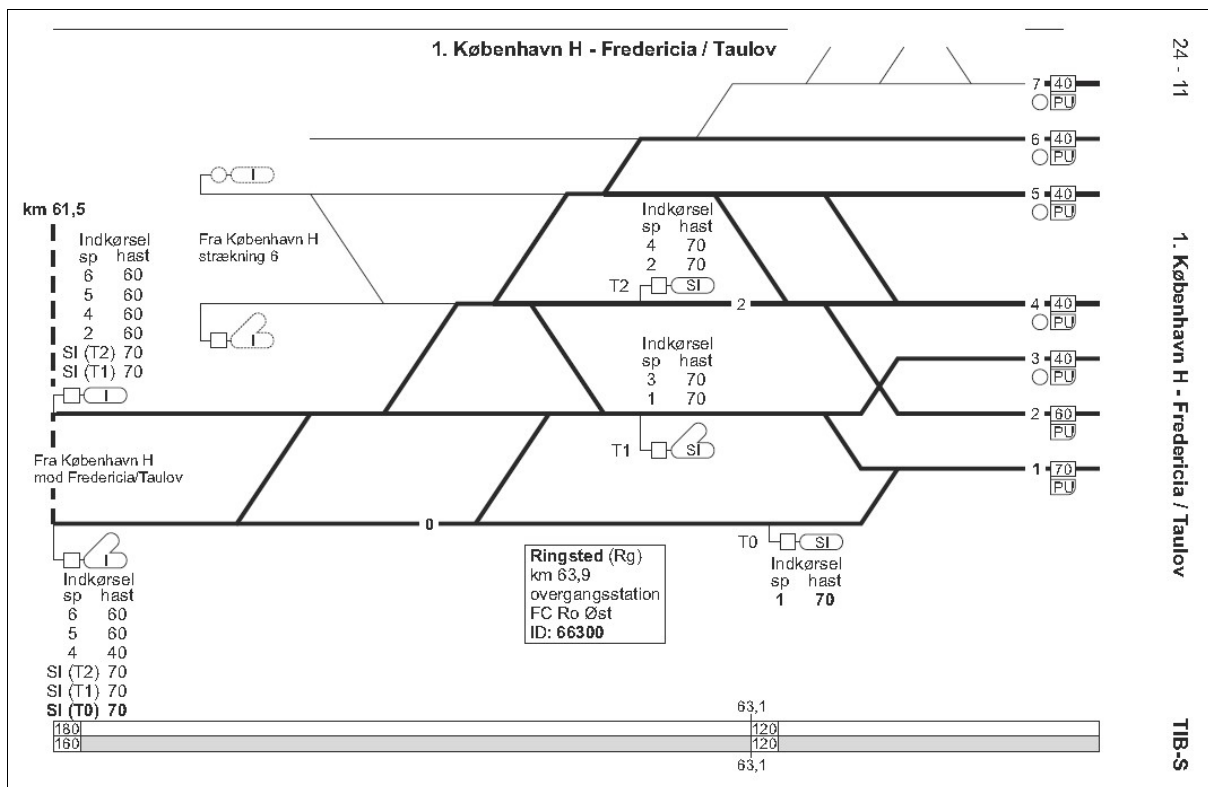 1. København H - Fredericia / Taulov
24 - 11
7 40
PU
6 40
PU
5 40
PU
km 61,5
Indkørsel
sp hast
6 60
5 60
4 60
2 60
SI (T2) 70
SI (T1) 70
I
I
Fra København H
strækning 6
I
Indkørsel
sp hast
4 70
2 70
T2 SI
2
4 40
PU
Indkørsel
sp hast
3 70
1 70
T1 SI
3 40
PU
2 60
PU
1 70
PU
1. København H - Fredericia / Taulov
Fra København H
mod Fredericia/Taulov
0
I
Indkørsel
sp hast
6 60
5 60
4 40
SI (T2) 70
SI (T1) 70
SI (T0) 70
Ringsted (Rg)
km 63,9
overgangsstation
FC Ro Øst
ID: 66300
T0 SI
Indkørsel
sp hast
1 70
63,1
180 120
160 120
63,1
TIB-S